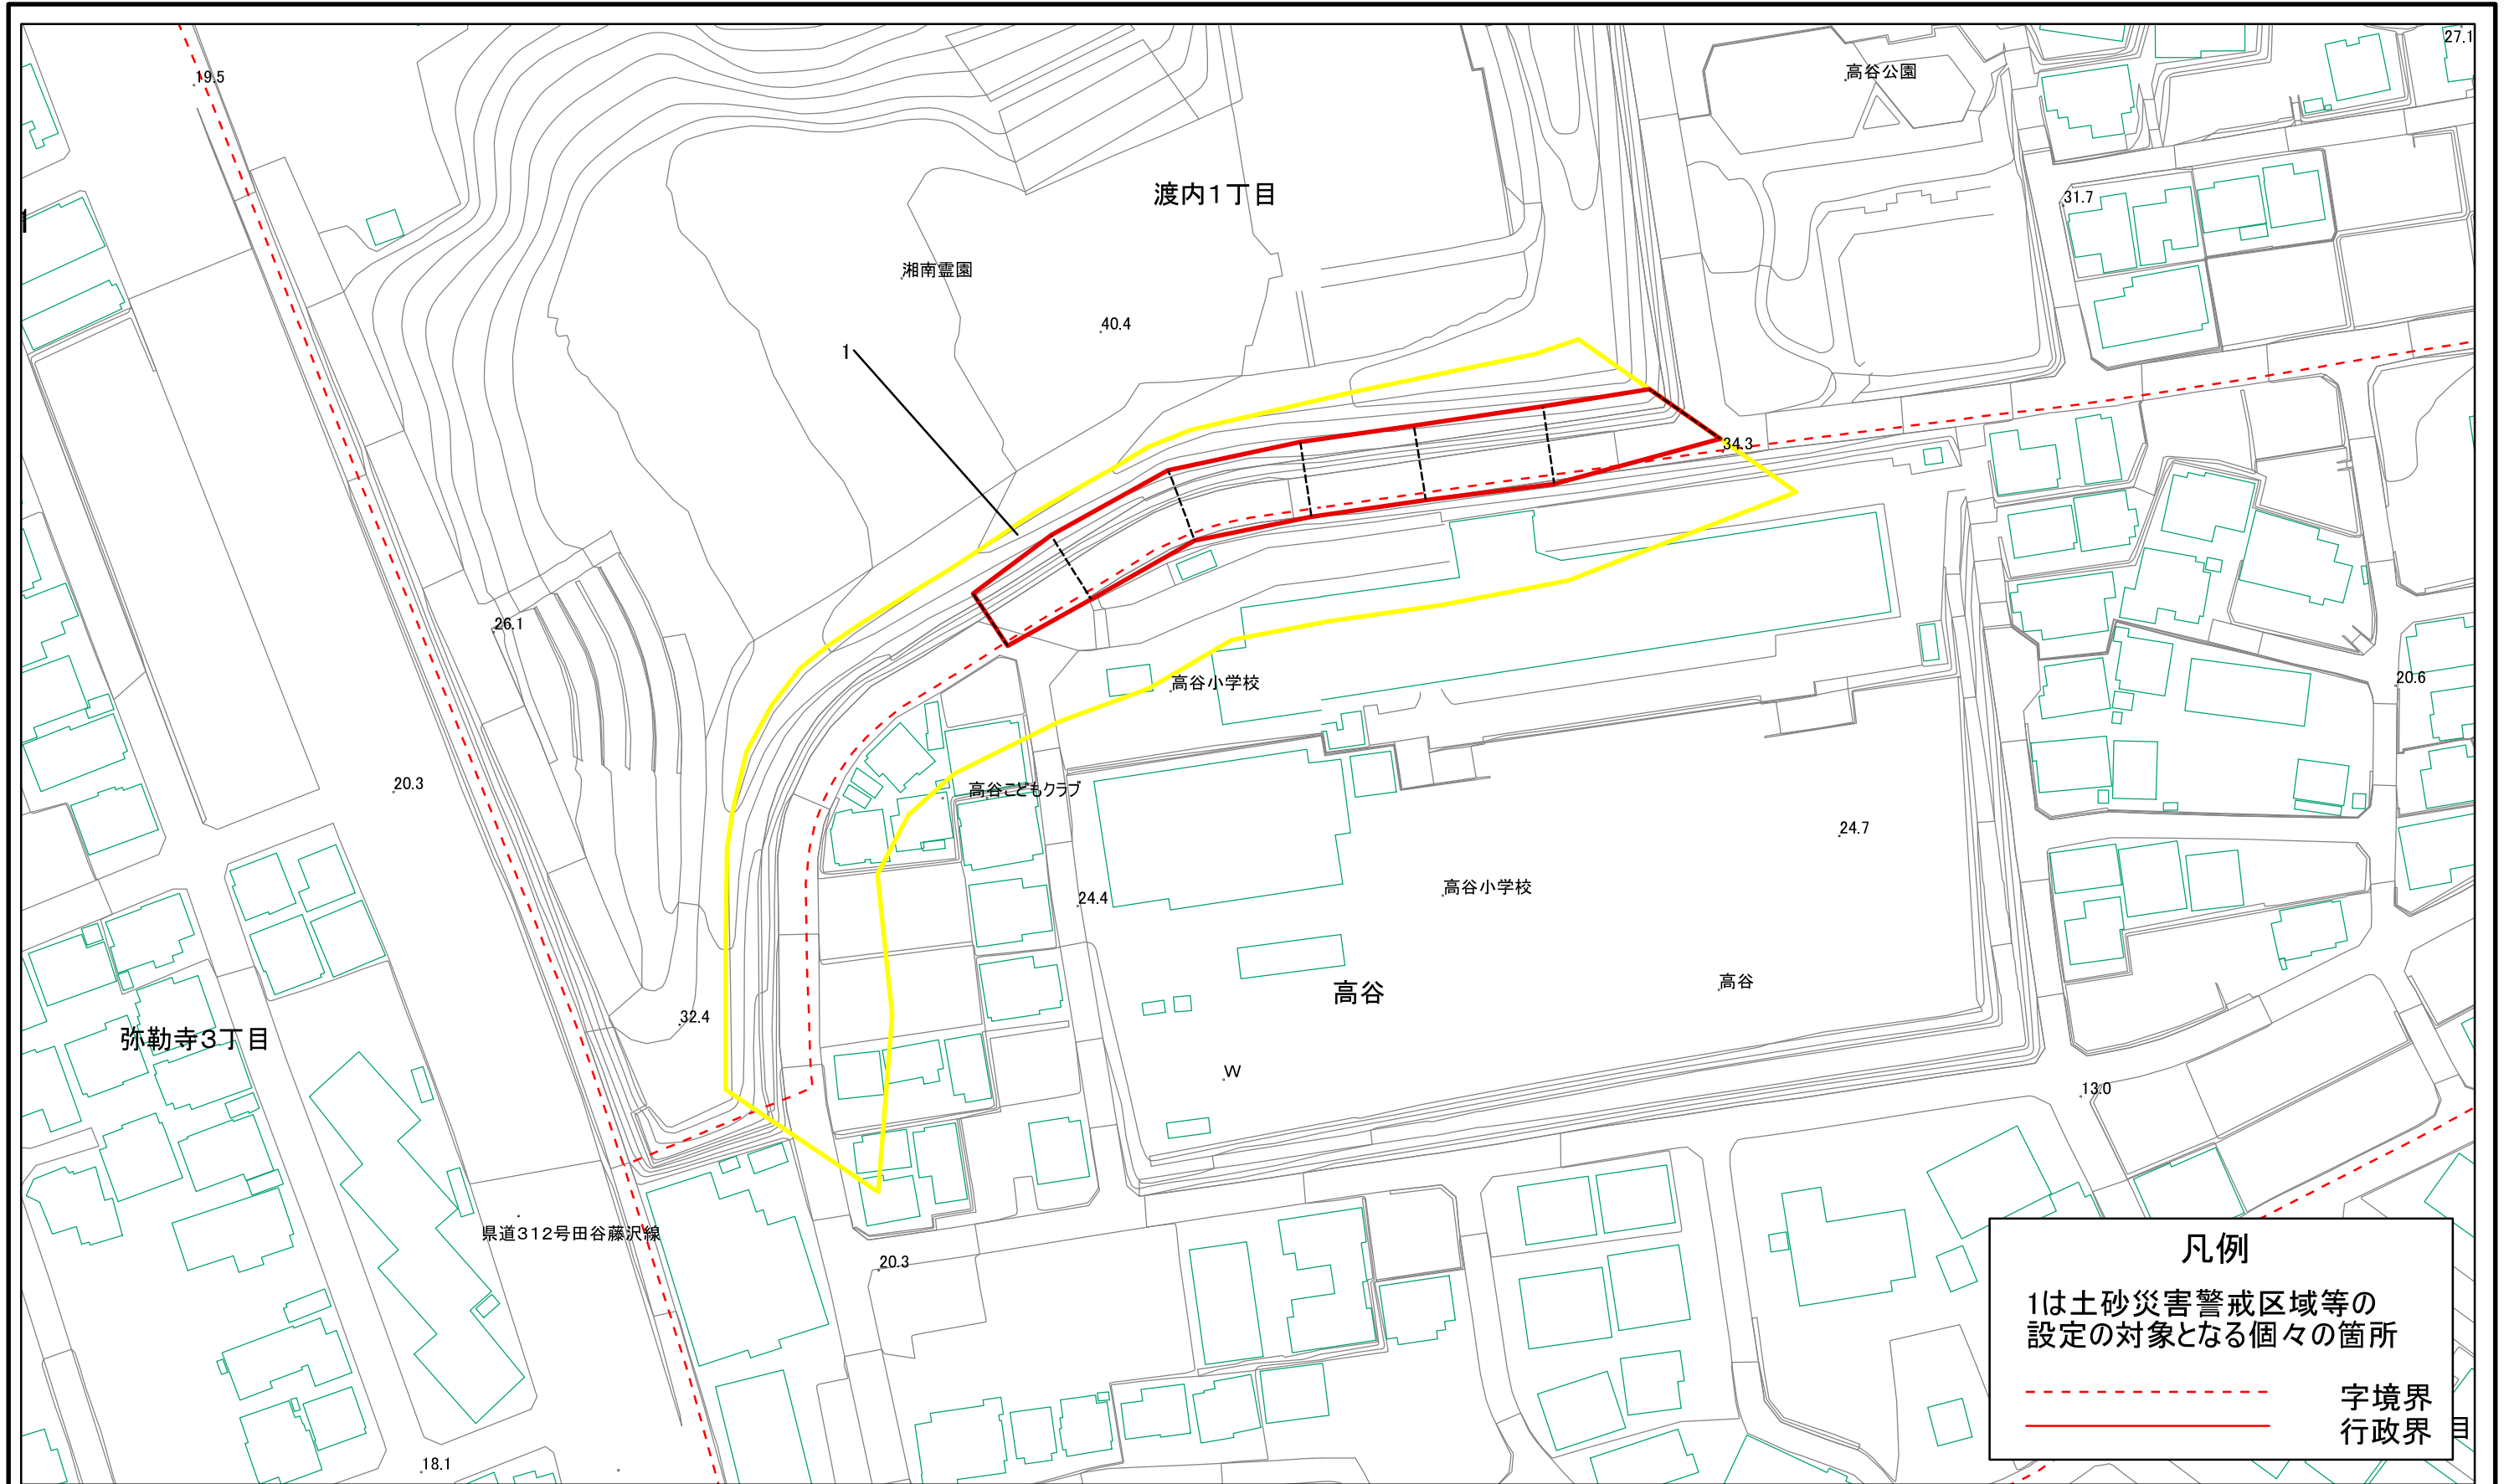 27.1
19.5
高谷公園
渡内1丁目
31.7
1
湘南霊園
40.4
1
34.3
26.1
高谷小学校
20.6
20.3
高谷こどもクラブ
24.7
高谷小学校
24.4
高谷
高谷
32.4
弥勒寺3丁目
W
13.0
県道312号田谷藤沢線
20.3
凡例
1は土砂災害警戒区域等の
設定の対象となる個々の箇所
字境界
行政界
目
18.1